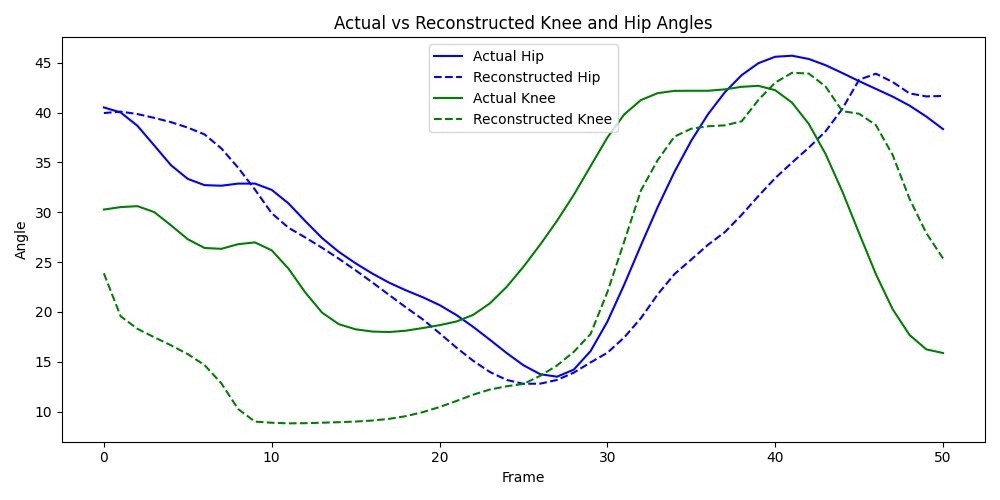 Actual vs Reconstructed Knee and Hip Angles
Actual Hip
Reconstructed Hip
Actual Knee
Reconstructed Knee
Angle
45
40
35
30
25
20
15
10
0 10 20 30 40 50
Frame